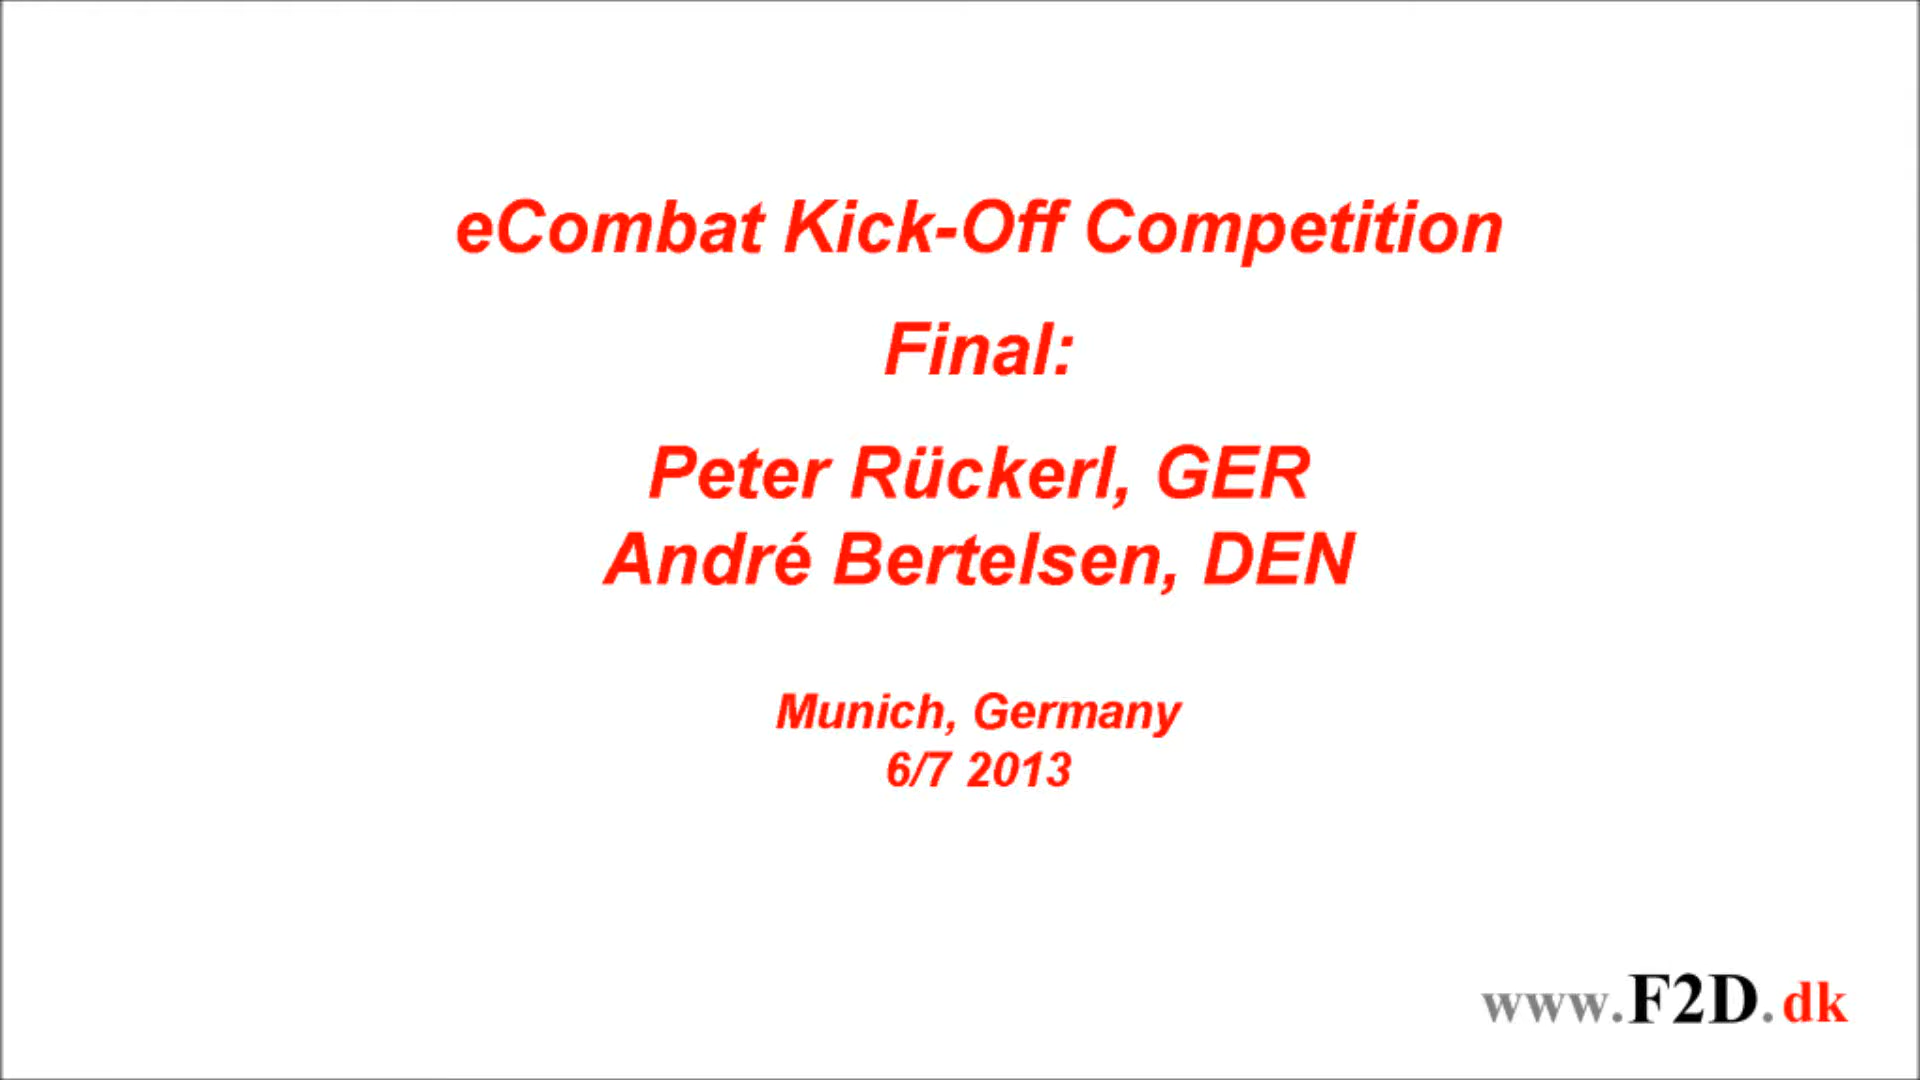 eCombat Kick-Off Competition
Final:
Peter Rückerl, GER
André Bertelsen, DEN
Munich, Germany
6/7 2013
www.F2D.dk